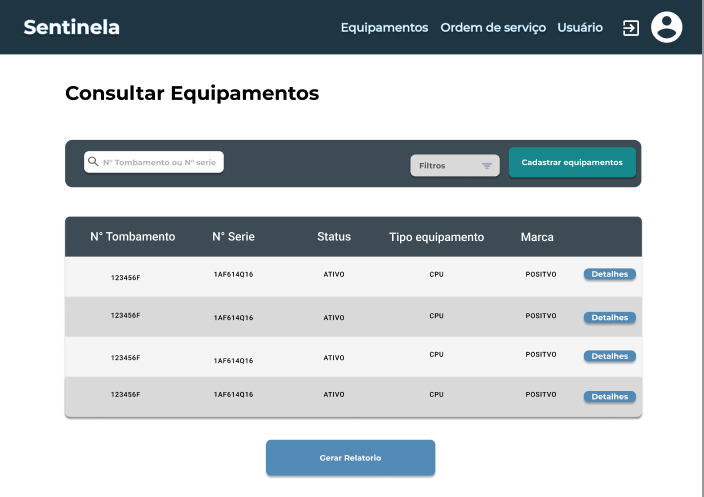 Sentinela Equipamentos Ordem de serviço Usuário
Consultar Equipamentos
N° Tombamento ou N° serie Filtros Cadastrar equipamentos
N° Tombamento N° Serie Status Tipo equipamento Marca
123456F 1AF614Q16 ATIVO CPU POSITVO Detalhes
123456F 1AF614Q16 ATIVO CPU POSITVO Detalhes
123456F 1AF614Q16 ATIVO CPU POSITVO Detalhes
123456F 1AF614Q16 ATIVO CPU POSITVO Detalhes
Gerar Relatorio